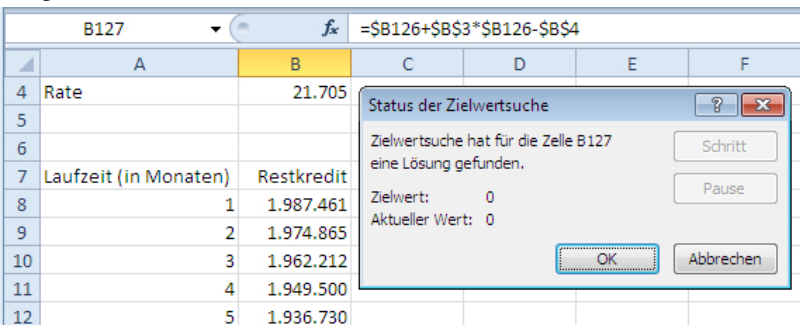 B127 fx =$B126+$B$3*$B126-$B$4
A B C D E F
4 Rate 21.705
5
6
7 Laufzeit (in Monaten) Restkredit
8 1 1.987.461
9 2 1.974.865
10 3 1.962.212
11 4 1.949.500
12 5 1.936.730
Status der Zielwertsuche
Zielwertsuche hat für die Zelle B127
eine Lösung gefunden.
Zielwert: 0
Aktueller Wert: 0
Schritt
Pause
OK Abbrechen